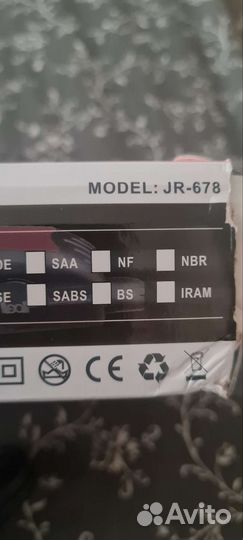 MODEL: JR-678
DE SAA NF NBR
SE SABS BS IRAM
CE
Avito